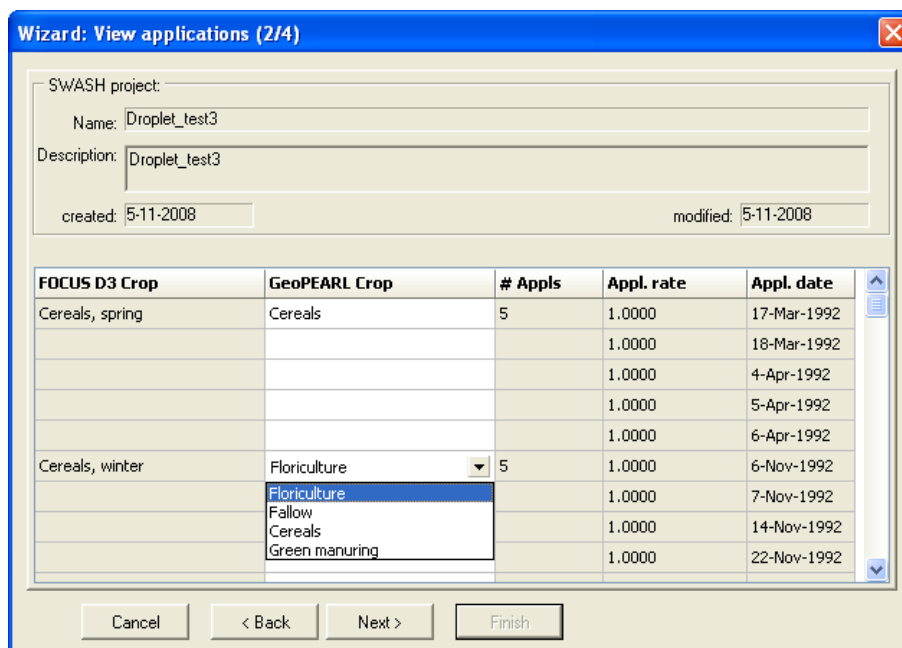 Wizard: View applications (2/4)
SWASH project:
Name: Droplet_test3
Description: Droplet_test3
created: 5-11-2008 modified: 5-11-2008
FOCUS D3 Crop GeoPEARL Crop # Appls Appl. rate Appl. date
Cereals, spring Cereals 5 1.0000 17-Mar-1992
1.0000 18-Mar-1992
1.0000 4-Apr-1992
1.0000 5-Apr-1992
1.0000 6-Apr-1992
Cereals, winter Floriculture 5 1.0000 6-Nov-1992
Floriculture 1.0000 7-Nov-1992
Fallow
Cereals 1.0000 14-Nov-1992
Green manuring 1.0000 22-Nov-1992
Cancel < Back Next > Finish